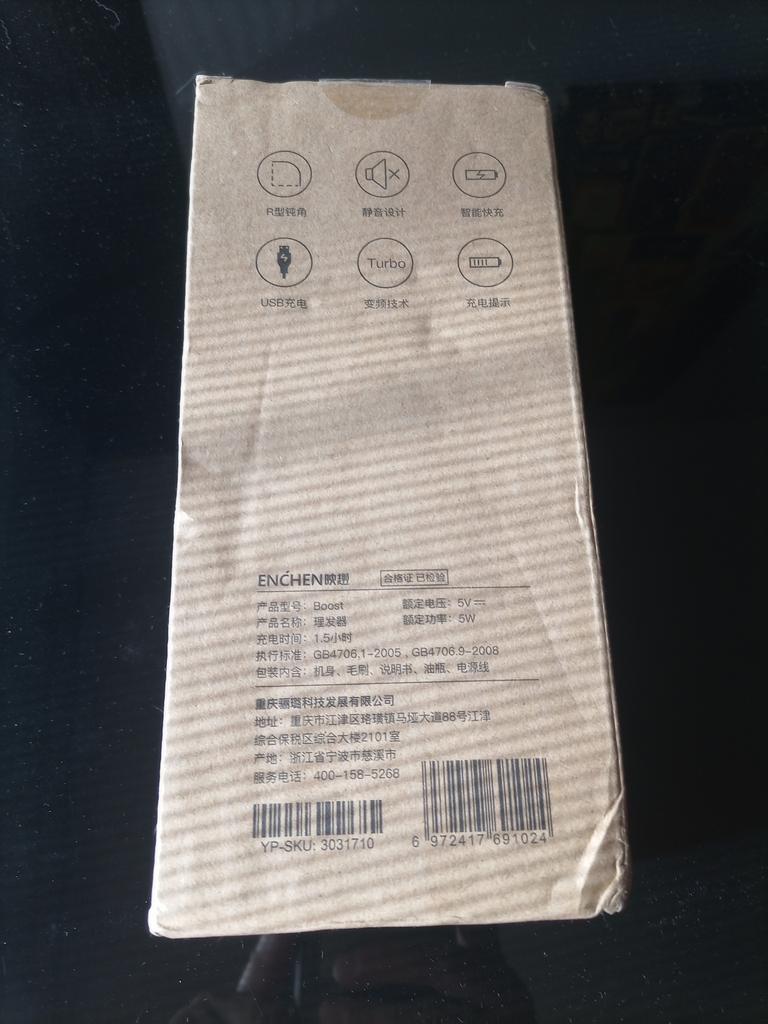 R型钝角 静音设计 智能快充
Turbo
USB充电 变频技术 充电提示
ENCHEN映趣 合格证 已检验
产品型号：Boost 额定电压：5V⎓
产品名称：理发器 额定功率：5W
充电时间：1.5小时
执行标准：GB4706.1-2005，GB4706.9-2008
包装内含：机身、毛刷、说明书、油瓶、电源线
重庆骊璐科技发展有限公司
地址：重庆市江津区珞璜镇马垭大道88号江津
综合保税区综合大楼2101室
产地：浙江省宁波市慈溪市
服务电话：400-158-5268
YP-SKU: 3031710
6 972417 691024